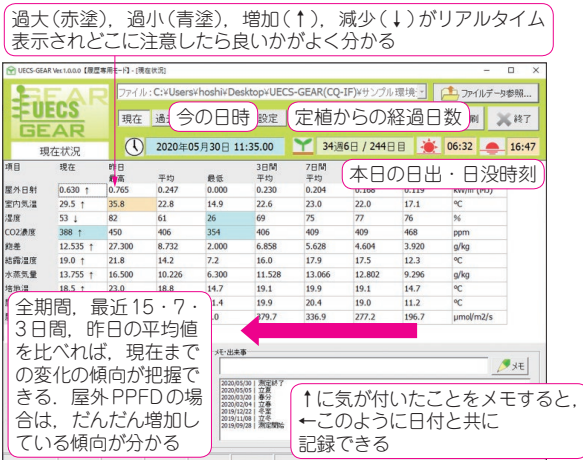 過大(赤塗)，過小(青塗)，増加(↑)，減少(↓)がリアルタイム
表示されどこに注意したら良いかがよく分かる
UECS-GEAR Ver.1.0.0.0 【履歴専用モード】 - [現在状況]
UECS
GEAR
ファイル：C:¥Users¥hoshi¥Desktop¥UECS-GEAR(CQ-IF)¥サンプル環境
ファイルデータ参照...
現在
今の日時
設定
定植からの経過日数
終了
現在状況
2020年05月30日 11:35.00
34週6日 / 244日目
06:32
16:47
本日の日出・日没時刻
項目 現在 昨日 3日間 7日間
最高 平均 最低 平均 平均
屋外日射 0.630 ↑ 0.765 0.247 0.000 0.230 0.204 0.168 0.119 kW/m
室内気温 29.5 ↑ 35.8 22.8 14.9 22.6 23.0 22.0 17.1 ℃
湿度 53 ↓ 82 61 26 69 75 77 76 %
CO2濃度 388 ↑ 450 406 354 406 409 409 468 ppm
飽差 12.535 ↑ 27.300 8.732 2.000 6.858 5.628 4.604 3.920 g/kg
結露温度 19.0 ↑ 21.8 14.2 7.2 16.0 17.9 17.5 12.3 ℃
水蒸気量 13.755 ↑ 16.500 10.226 6.300 11.528 13.066 12.802 9.296 g/kg
培地温 18.5 ↑ 23.0 18.8 14.7 19.1 19.9 19.1 14.7 ℃
1.4 19.9 20.4 19.0 11.2 ℃
.0 379.7 336.9 277.2 196.7 μmol/m2/s
全期間，最近15・7・
3日間，昨日の平均値
を比べれば，現在まで
の変化の傾向が把握で
きる．屋外PPFDの場
合は，だんだん増加し
ている傾向が分かる
メモ・出来事
メモ
2020/05/30 | 測定終了
2020/05/05 | 立夏
2020/03/20 | 春分
2020/02/04 | 立春
2019/12/22 | 冬至
2019/11/08 | 立冬
2019/09/28 | 測定開始
↑に気が付いたことをメモすると，
←このように日付と共に
記録できる